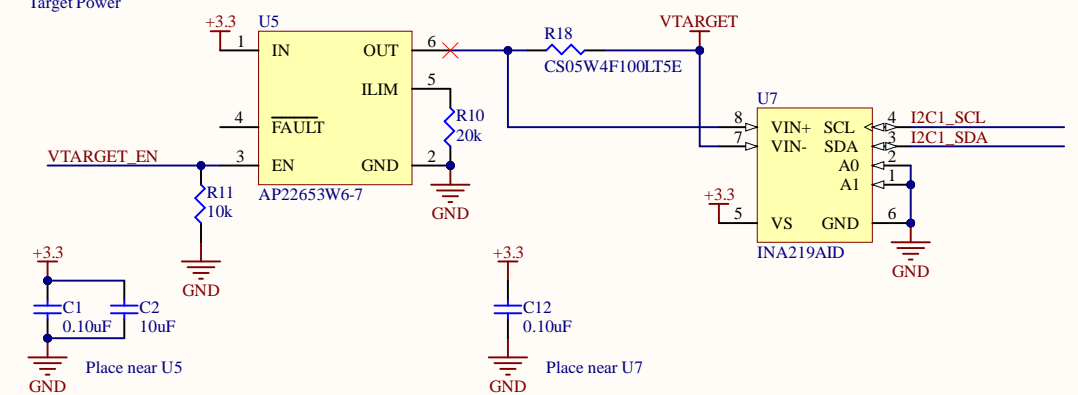 Target Power
+3.3
U5
1
IN
OUT
6
ILIM
5
4
FAULT
R10
20k
VTARGET_EN
3
EN
GND
2
AP22653W6-7
GND
R11
10k
GND
R18
CS05W4F100LT5E
VTARGET
U7
8
VIN+
SCL
4
I2C1_SCL
7
VIN-
SDA
3
I2C1_SDA
A0
2
A1
1
+3.3
5
VS
GND
6
INA219AID
GND
+3.3
C1
0.10uF
C2
10uF
GND
Place near U5
+3.3
C12
0.10uF
GND
Place near U7